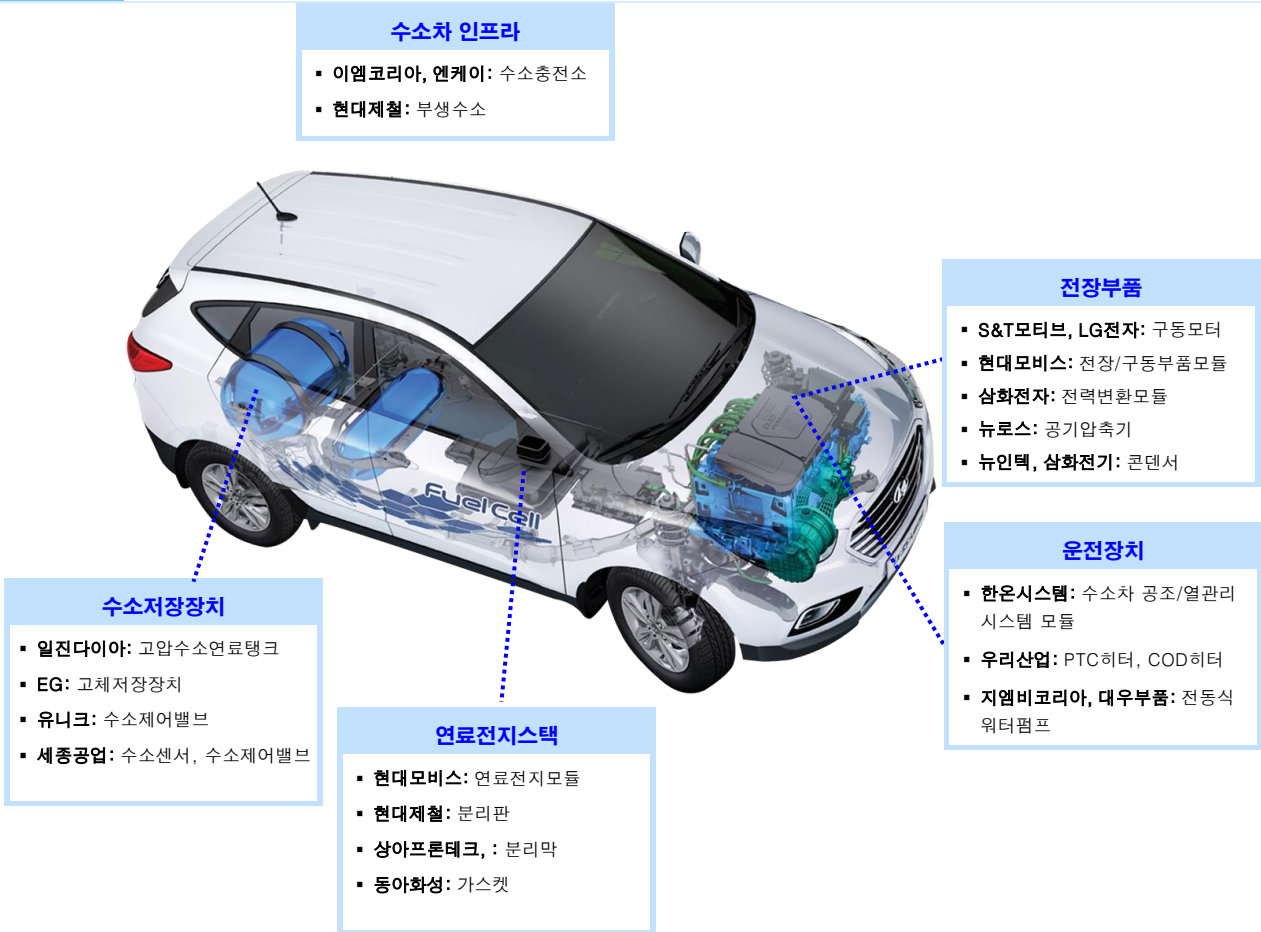 수소차 인프라
▪ 이엠코리아, 엔케이: 수소충전소
▪ 현대제철: 부생수소
전장부품
▪ S&T모티브, LG전자: 구동모터
▪ 현대모비스: 전장/구동부품모듈
▪ 삼화전자: 전력변환모듈
▪ 뉴로스: 공기압축기
▪ 뉴인텍, 삼화전기: 콘덴서
Fuel Cell
운전장치
▪ 한온시스템: 수소차 공조/열관리
시스템 모듈
▪ 우리산업: PTC히터, COD히터
▪ 지엠비코리아, 대우부품: 전동식
워터펌프
수소저장장치
▪ 일진다이아: 고압수소연료탱크
▪ EG: 고체저장장치
▪ 유니크: 수소제어밸브
▪ 세종공업: 수소센서, 수소제어밸브
연료전지스택
▪ 현대모비스: 연료전지모듈
▪ 현대제철: 분리판
▪ 상아프론테크, : 분리막
▪ 동아화성: 가스켓